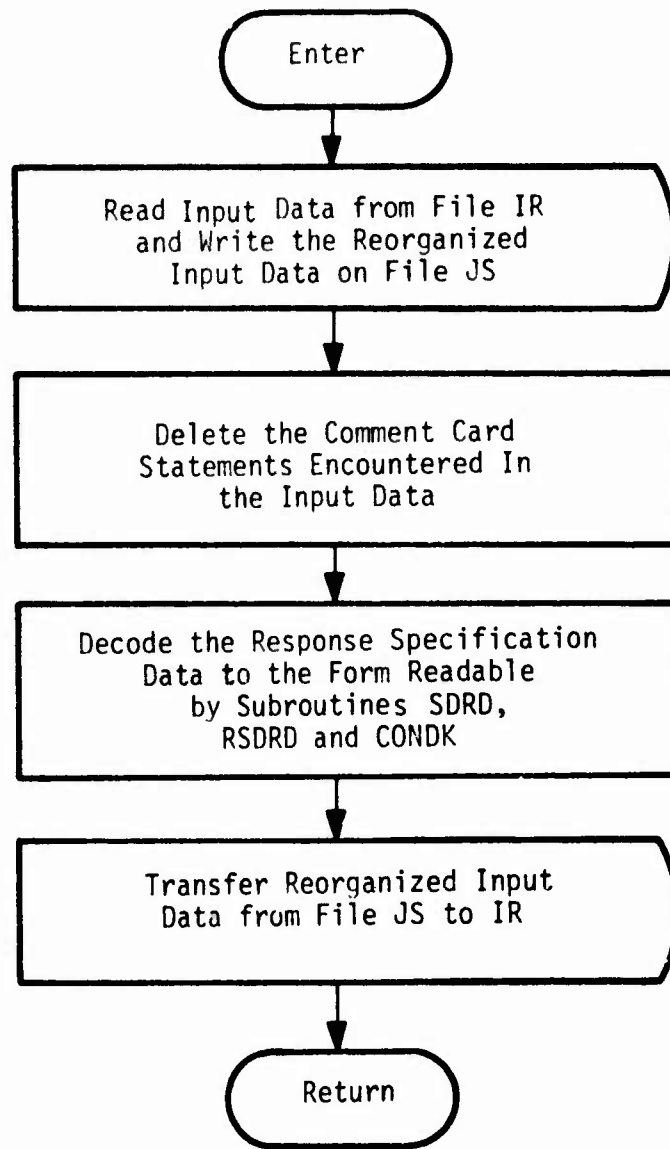 Enter
Read Input Data from File IR
and Write the Reorganized
Input Data on File JS
Delete the Comment Card
Statements Encountered In
the Input Data
Decode the Response Specification
Data to the Form Readable
by Subroutines SDRD,
RSDRD and CONDK
Transfer Reorganized Input
Data from File JS to IR
Return